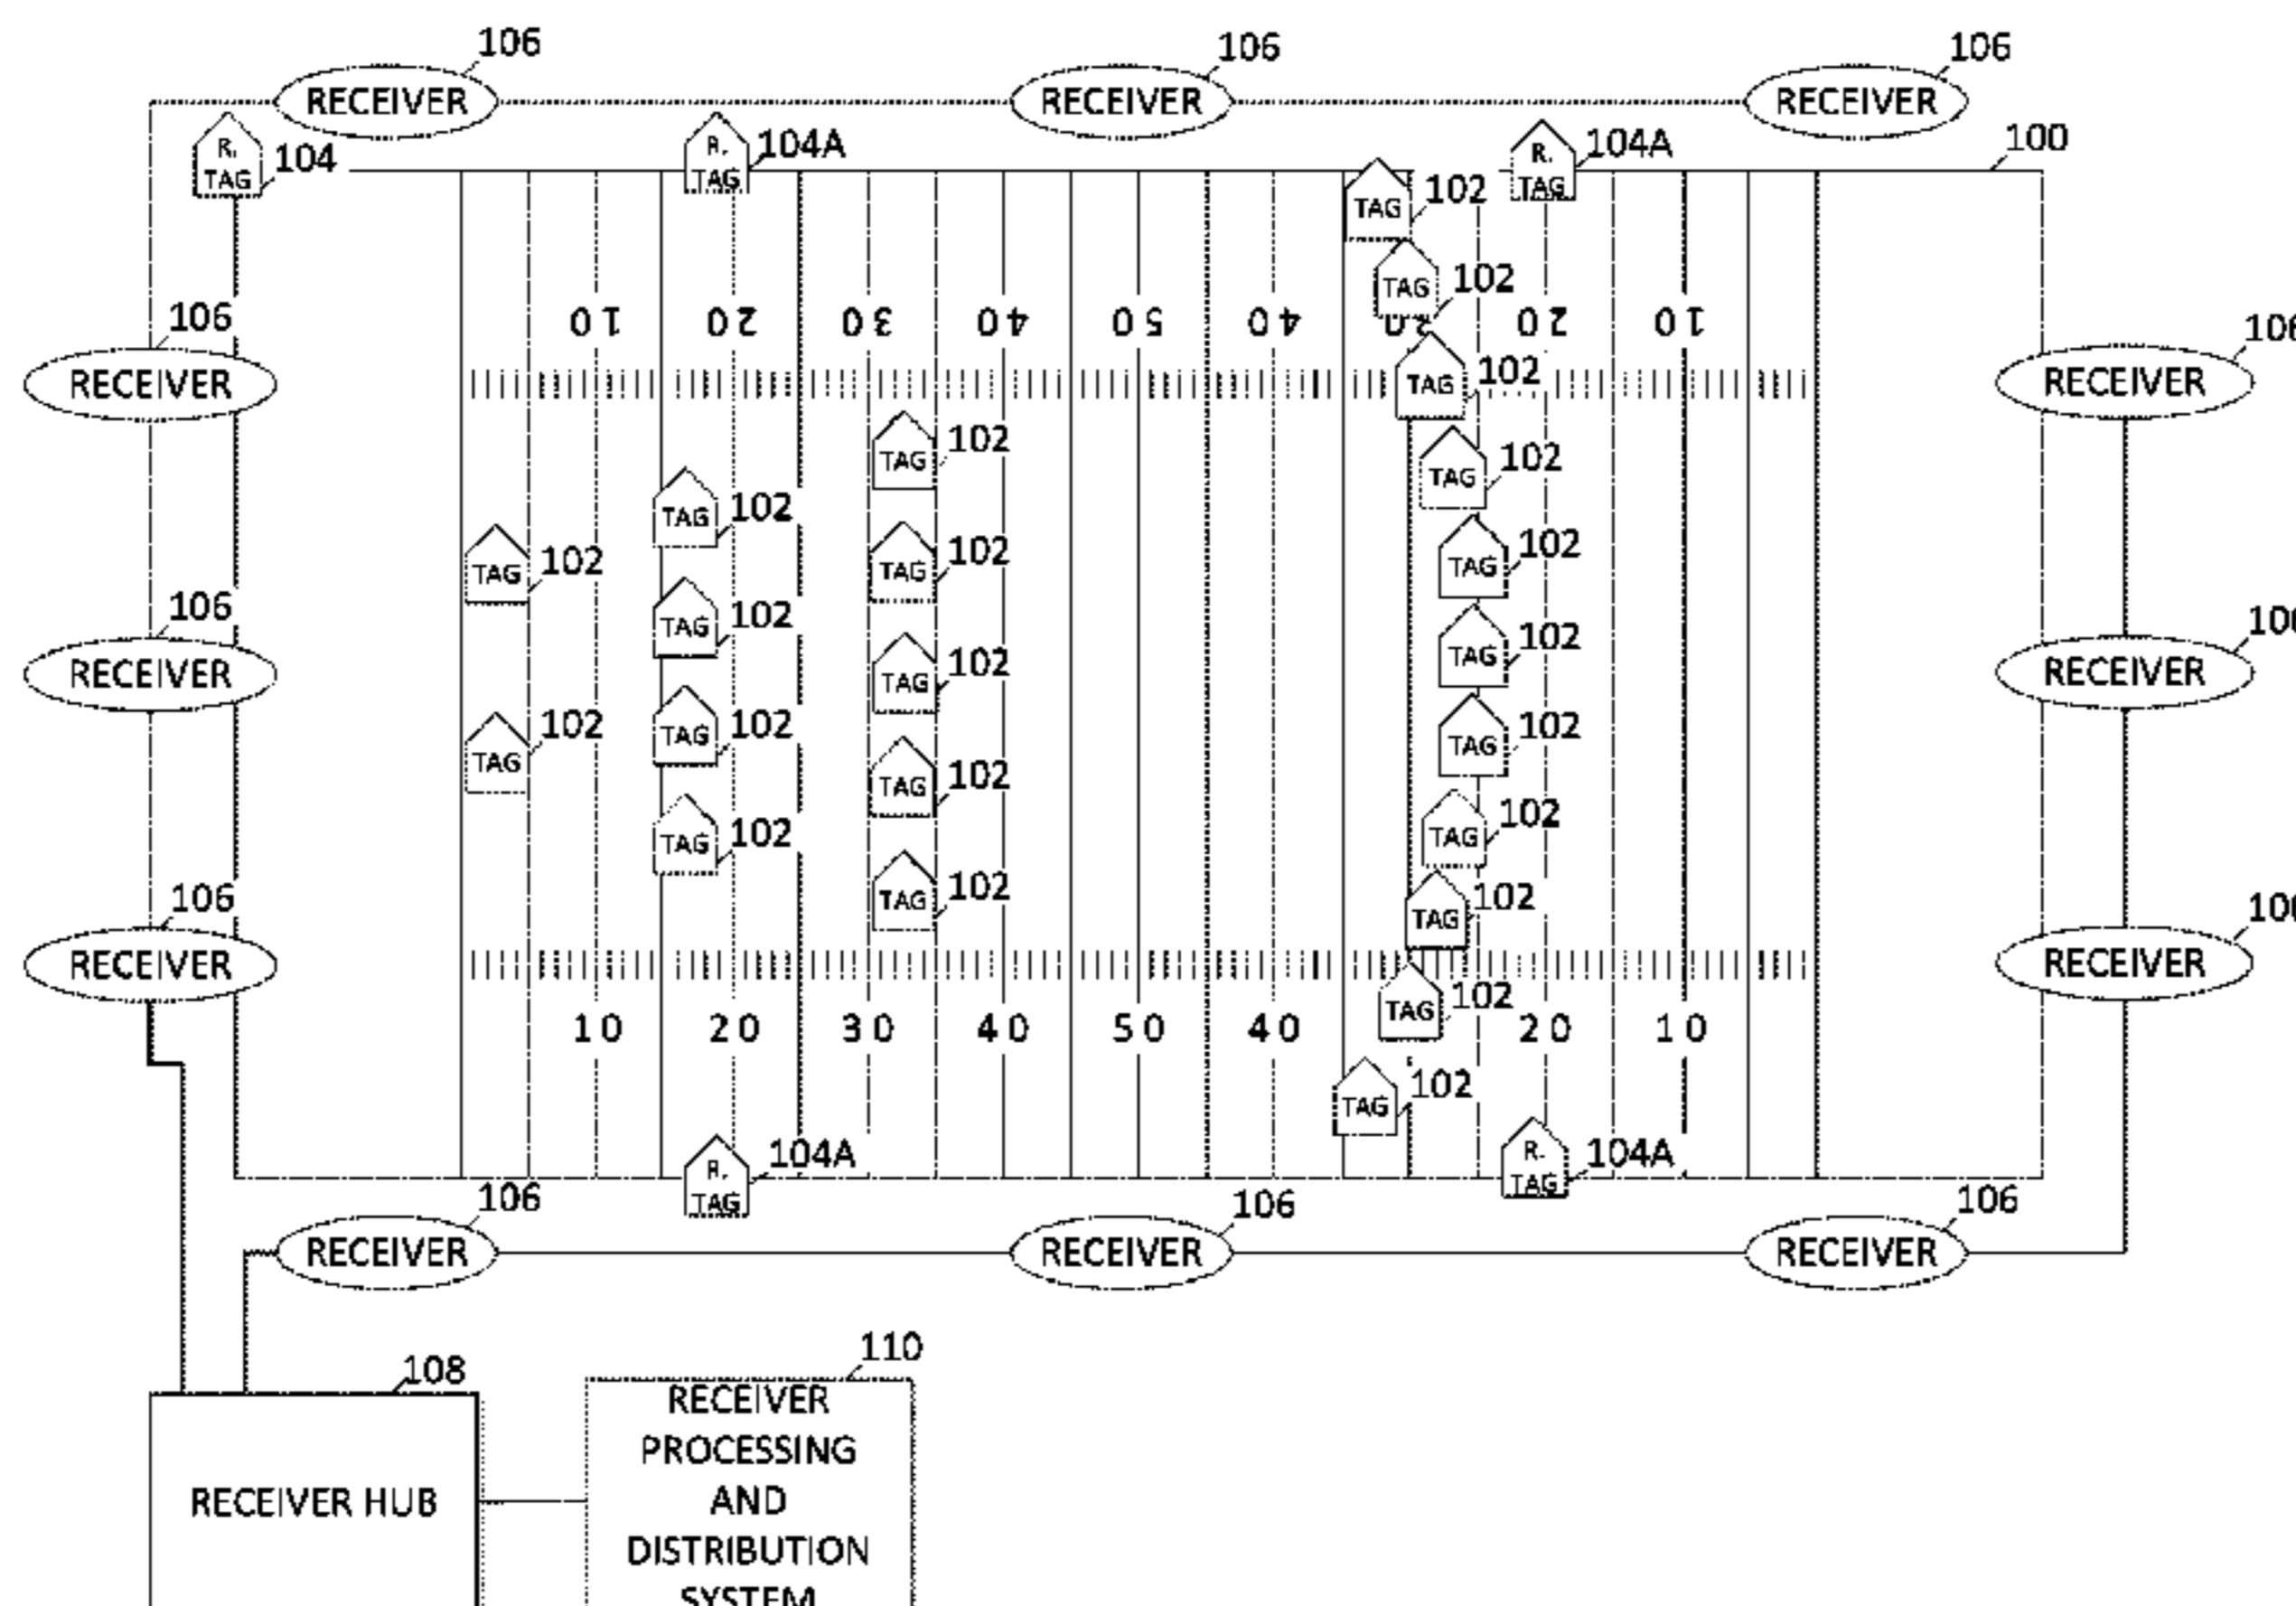 106
106
106
RECEIVER
RECEIVER
RECEIVER
R.
TAG
104
R.
TAG
104A
R.
TAG
104A
100
TAG
102
TAG
102
106
RECEIVER
10
20
30
40
50
40
20
10
106
RECEIVER
TAG
102
TAG
102
TAG
102
TAG
102
TAG
102
TAG
102
TAG
102
TAG
102
106
RECEIVER
TAG
102
TAG
102
TAG
102
RECEIVER
TAG
102
TAG
102
TAG
102
TAG
102
TAG
102
TAG
102
TAG
102
106
RECEIVER
TAG
102
RECEIVER
10
20
30
40
50
40
TAG
102
20
10
TAG
102
R.
TAG
104A
R.
TAG
104A
106
106
106
RECEIVER
RECEIVER
RECEIVER
108
RECEIVER HUB
110
RECEIVER
PROCESSING
AND
DISTRIBUTION
SYSTEM